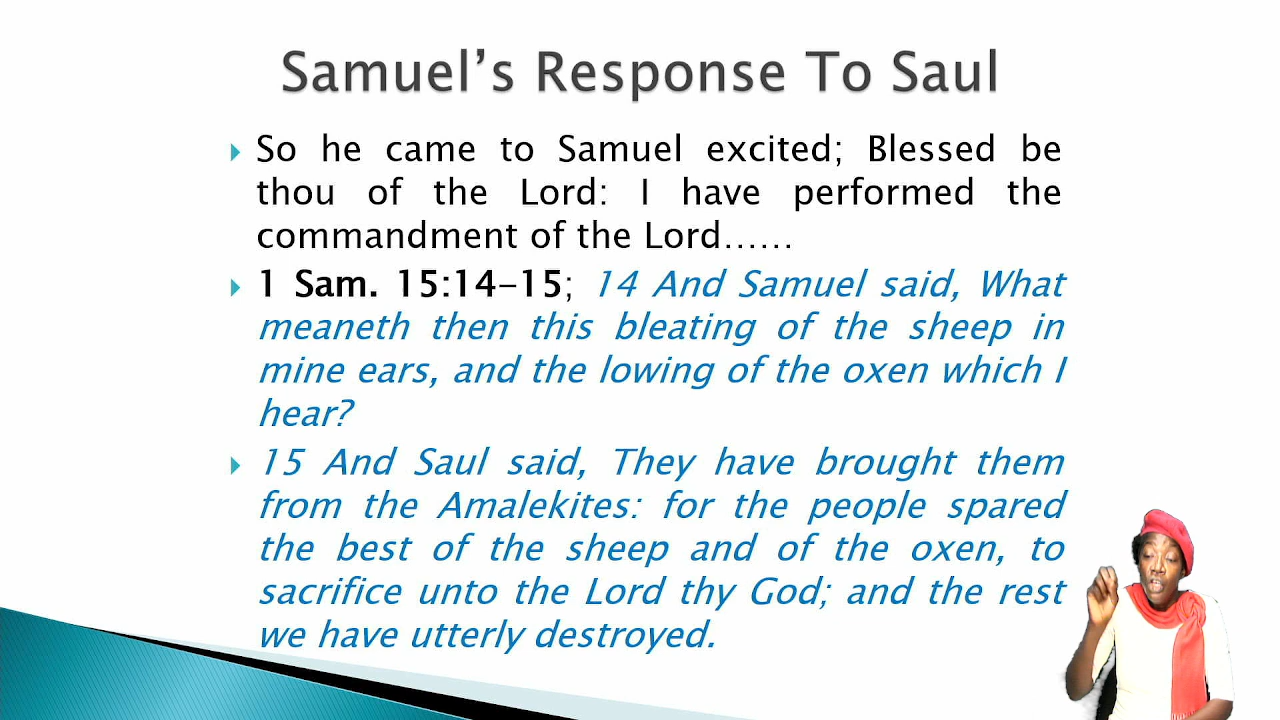 Samuel’s Response To Saul
So he came to Samuel excited; Blessed be
thou of the Lord: I have performed the
commandment of the Lord……
1 Sam. 15:14-15; 14 And Samuel said, What
meaneth then this bleating of the sheep in
mine ears, and the lowing of the oxen which I
hear?
15 And Saul said, They have brought them
from the Amalekites: for the people spared
the best of the sheep and of the oxen, to
sacrifice unto the Lord thy God; and the rest
we have utterly destroyed.